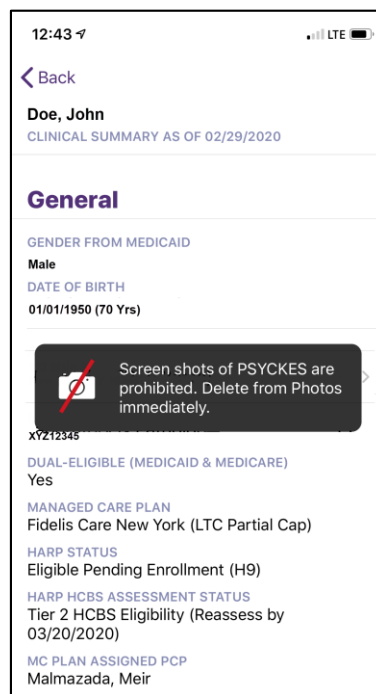 12:43
LTE
Back
Doe, John
CLINICAL SUMMARY AS OF 02/29/2020
General
GENDER FROM MEDICAID
Male
DATE OF BIRTH
01/01/1950 (70 Yrs)
Screen shots of PSYCKES are
prohibited. Delete from Photos
immediately.
XYZ12345
DUAL-ELIGIBLE (MEDICAID & MEDICARE)
Yes
MANAGED CARE PLAN
Fidelis Care New York (LTC Partial Cap)
HARP STATUS
Eligible Pending Enrollment (H9)
HARP HCBS ASSESSMENT STATUS
Tier 2 HCBS Eligibility (Reassess by
03/20/2020)
MC PLAN ASSIGNED PCP
Malmazada, Meir